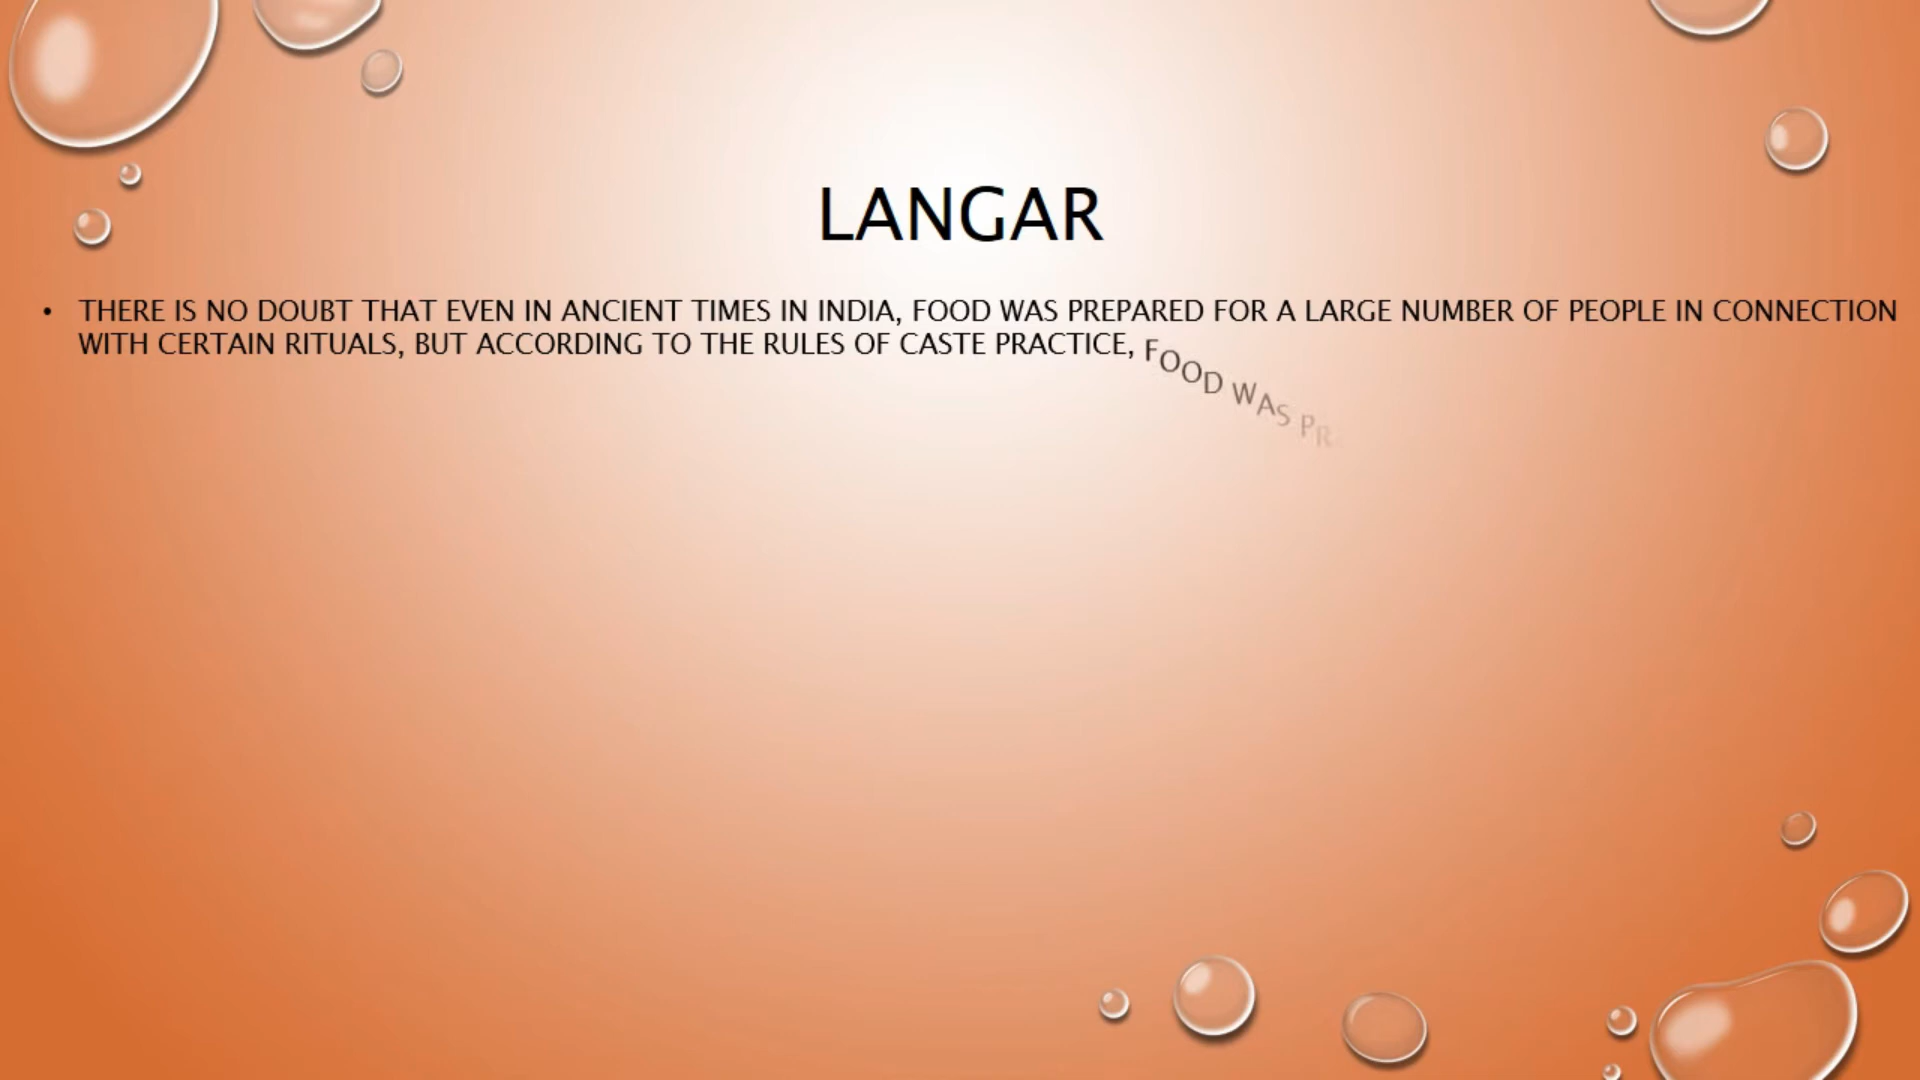 LANGAR
• THERE IS NO DOUBT THAT EVEN IN ANCIENT TIMES IN INDIA, FOOD WAS PREPARED FOR A LARGE NUMBER OF PEOPLE IN CONNECTION
WITH CERTAIN RITUALS, BUT ACCORDING TO THE RULES OF CASTE PRACTICE, FOOD WAS PR